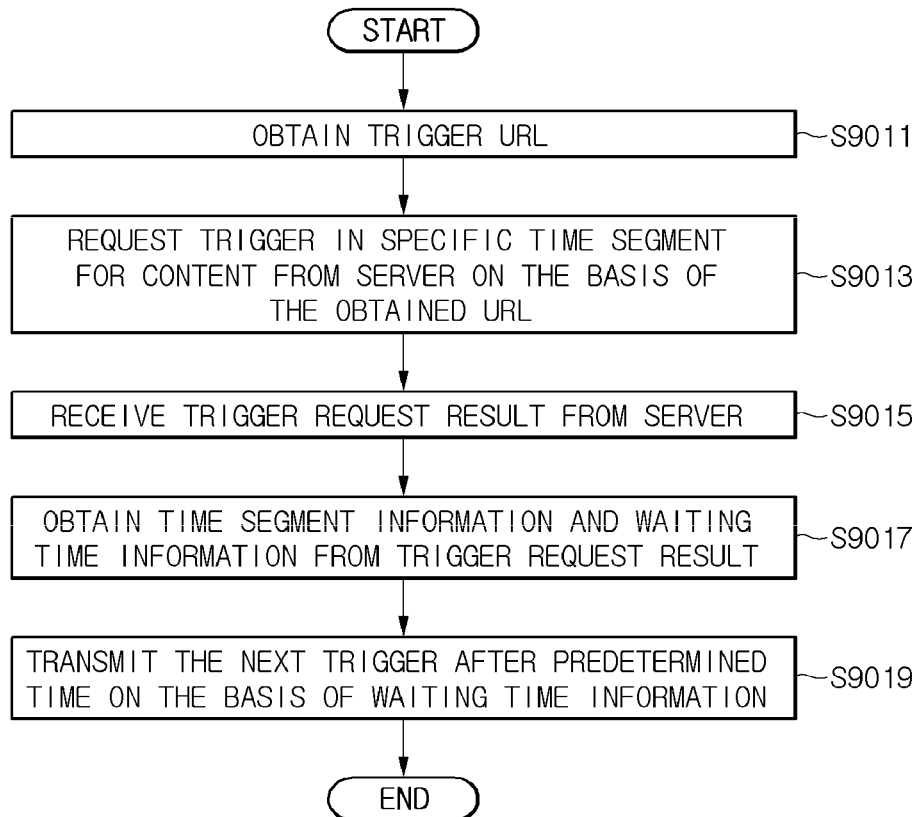 START
OBTAIN TRIGGER URL
S9011
REQUEST TRIGGER IN SPECIFIC TIME SEGMENT
FOR CONTENT FROM SERVER ON THE BASIS OF
THE OBTAINED URL
S9013
RECEIVE TRIGGER REQUEST RESULT FROM SERVER
S9015
OBTAIN TIME SEGMENT INFORMATION AND WAITING
TIME INFORMATION FROM TRIGGER REQUEST RESULT
S9017
TRANSMIT THE NEXT TRIGGER AFTER PREDETERMINED
TIME ON THE BASIS OF WAITING TIME INFORMATION
S9019
END